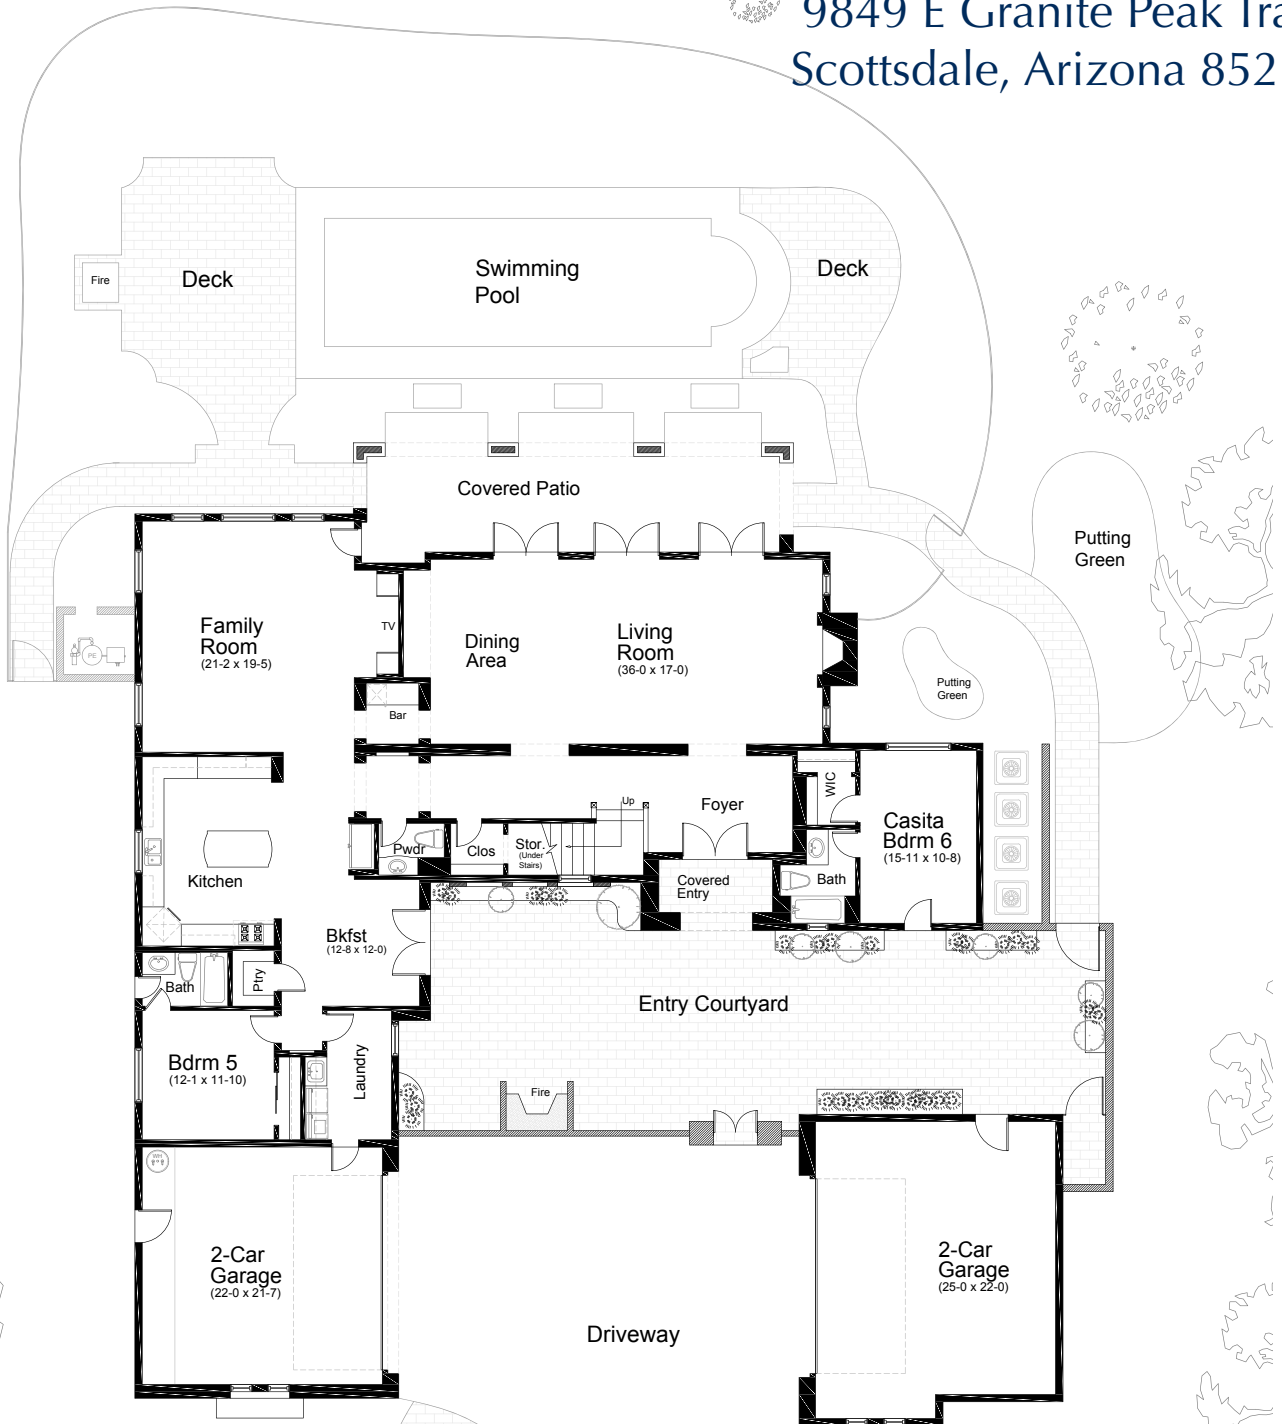 9849 E Granite Peak Tra
Scottsdale, Arizona 852
Deck
Swimming
Pool
Deck
Fire
Covered Patio
Putting
Green
Family
Room
(21-2 x 19-5)
TV
Dining
Area
Living
Room
(36-0 x 17-0)
PE
Putting
Green
Bar
WIC
Up
Foyer
Casita
Bdrm 6
(15-11 x 10-8)
Pwdr
Clos
Stor.
(Under
Stairs)
Kitchen
Covered
Entry
Bath
Bkfst
(12-8 x 12-0)
Bath
Ptry
Entry Courtyard
Bdrm 5
(12-1 x 11-10)
Laundry
Fire
WH
2-Car
Garage
(22-0 x 21-7)
2-Car
Garage
(25-0 x 22-0)
Driveway